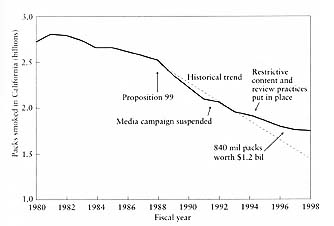 3.0
2.5
2.0
1.5
1.0
Packs smoked in California (billions)
Historical trend
Restrictive
content and
review practices
put in place
Proposition 99
Media campaign suspended
840 mil packs
worth $1.2 bil
1980 1982 1984 1986 1988 1990 1992 1994 1996 1998
Fiscal year